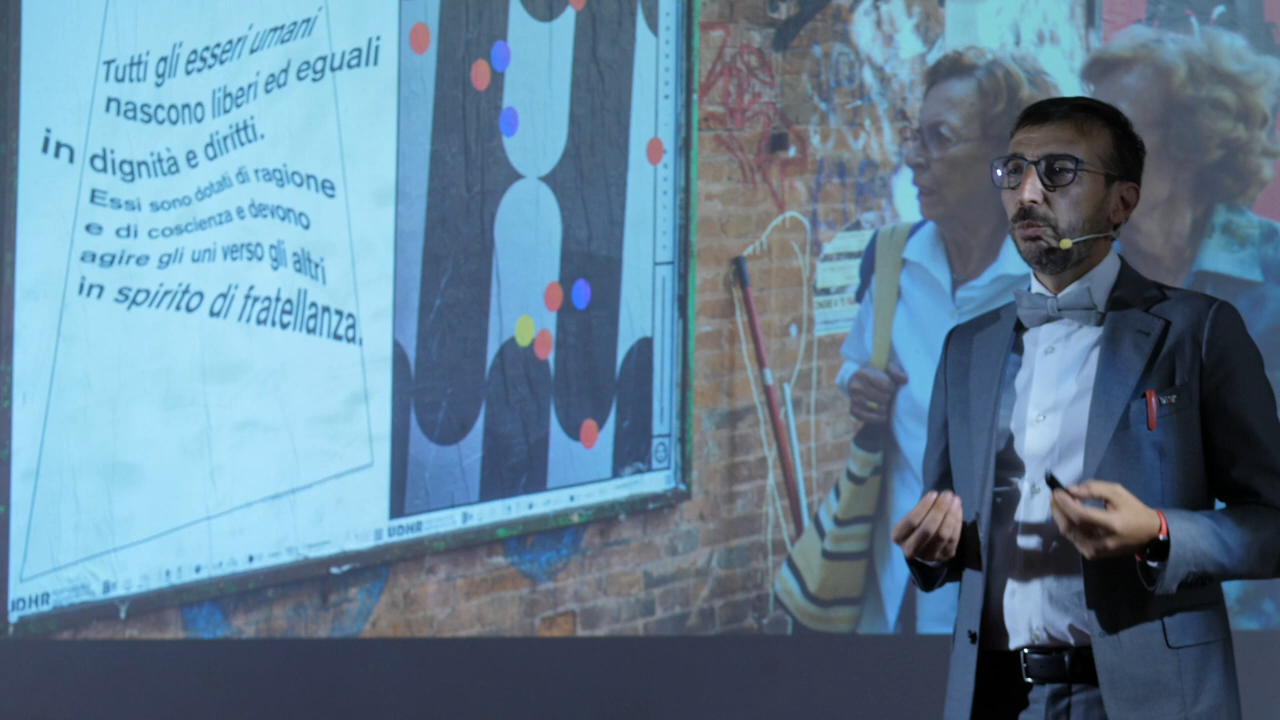 Tutti gli esseri umani
nascono liberi ed eguali
in dignità e diritti.
Essi sono dotati di ragione
e di coscienza e devono
agire gli uni verso gli altri
in spirito di fratellanza.
UDHR